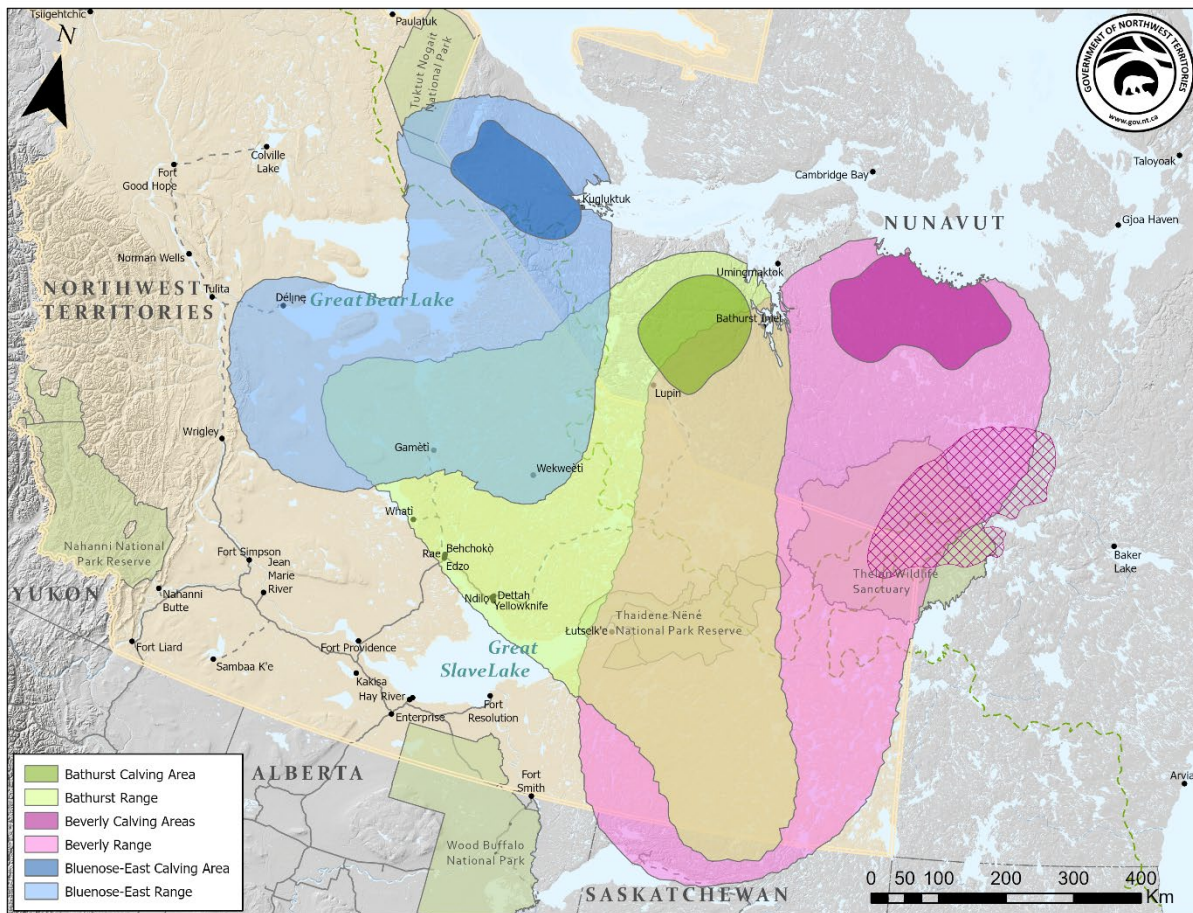 Tsiigehtchic
Paulatuk
N
Tuktut Nogait
National Park
GOVERNMENT OF NORTHWEST TERRITORIES
www.gov.nt.ca
Colville
Lake
Fort
Good Hope
Kugluktuk
Cambridge Bay
Taloyoak
NUNAVUT
Gjoa Haven
Norman Wells
Umingmaktok
NORTHWEST
TERRITORIES
Tulita
Délı̨nę
Great Bear Lake
Bathurst Inlet
Lupin
Wrigley
Gamètì
Wekweètì
Whatì
Rae
Behchokǫ̀
Edzo
Nahanni National
Park Reserve
Fort Simpson
Jean
Marie
River
Baker
Lake
Thelon Wildlife
Sanctuary
YUKON
Nahanni
Butte
Ndilǫ
Dettah
Yellowknife
Thaidene Nëné
National Park Reserve
Łutselk'e
Fort Liard
Sambaa K'e
Fort Providence
Great
Slave Lake
Kakisa
Hay River
Enterprise
Fort
Resolution
ALBERTA
Fort
Smith
Arviat
Wood Buffalo
National Park
SASKATCHEWAN
Bathurst Calving Area
Bathurst Range
Beverly Calving Areas
Beverly Range
Bluenose-East Calving Area
Bluenose-East Range
0 50 100 200 300 400
Km